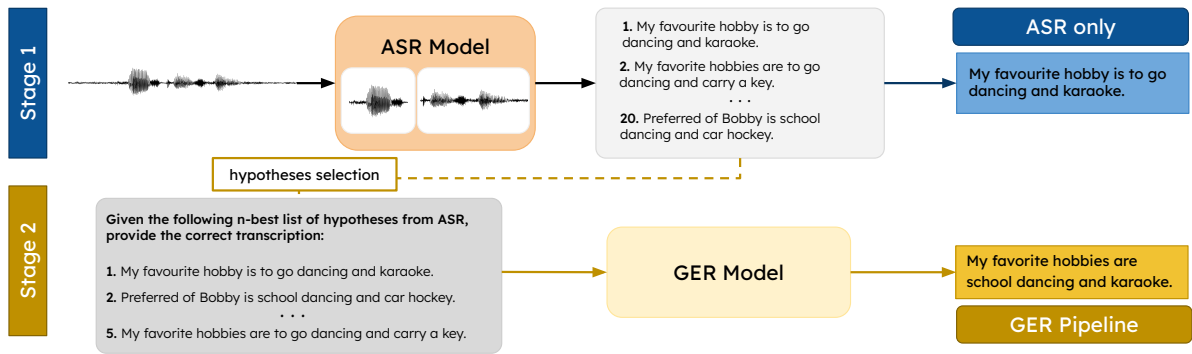 Stage 1
ASR Model
1. My favourite hobby is to go
dancing and karaoke.
2. My favorite hobbies are to go
dancing and carry a key.
. . .
20. Preferred of Bobby is school
dancing and car hockey.
ASR only
My favourite hobby is to go
dancing and karaoke.
hypotheses selection
Stage 2
Given the following n-best list of hypotheses from ASR,
provide the correct transcription:
1. My favourite hobby is to go dancing and karaoke.
2. Preferred of Bobby is school dancing and car hockey.
. . .
5. My favorite hobbies are to go dancing and carry a key.
GER Model
My favorite hobbies are
school dancing and karaoke.
GER Pipeline